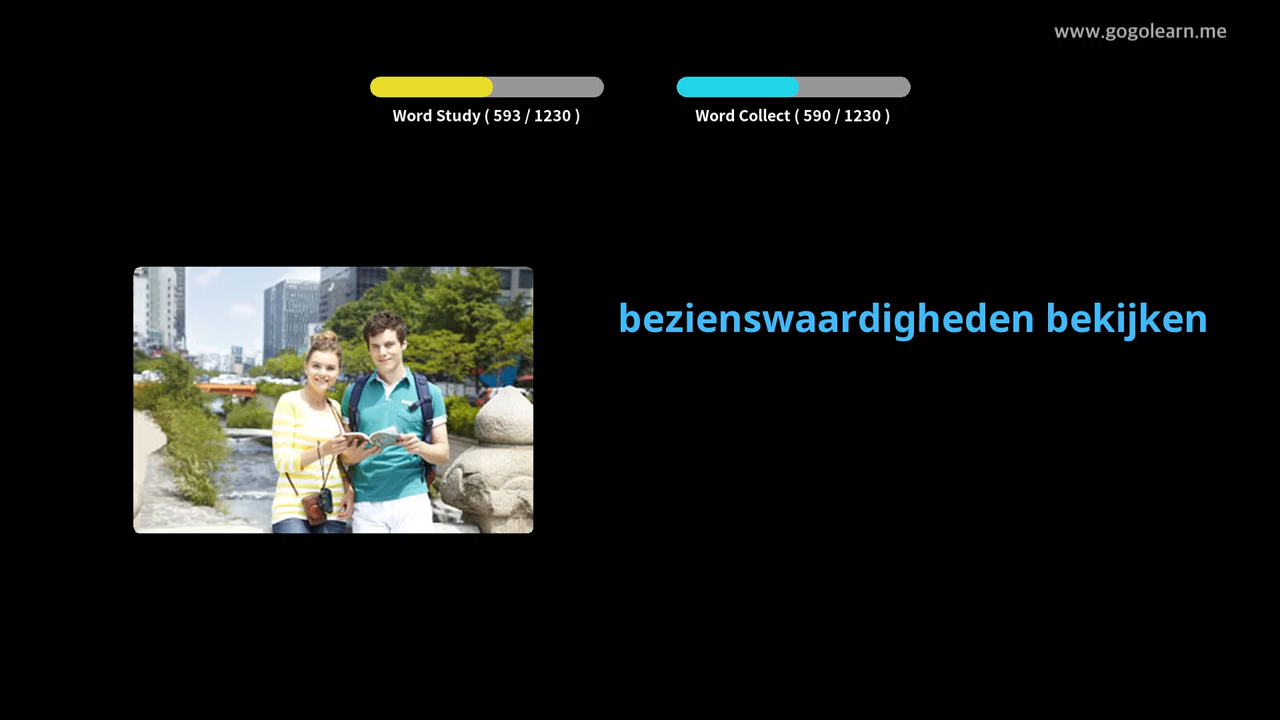 www.gogolearn.me
Word Study ( 593 / 1230 )
Word Collect ( 590 / 1230 )
bezienswaardigheden bekijken